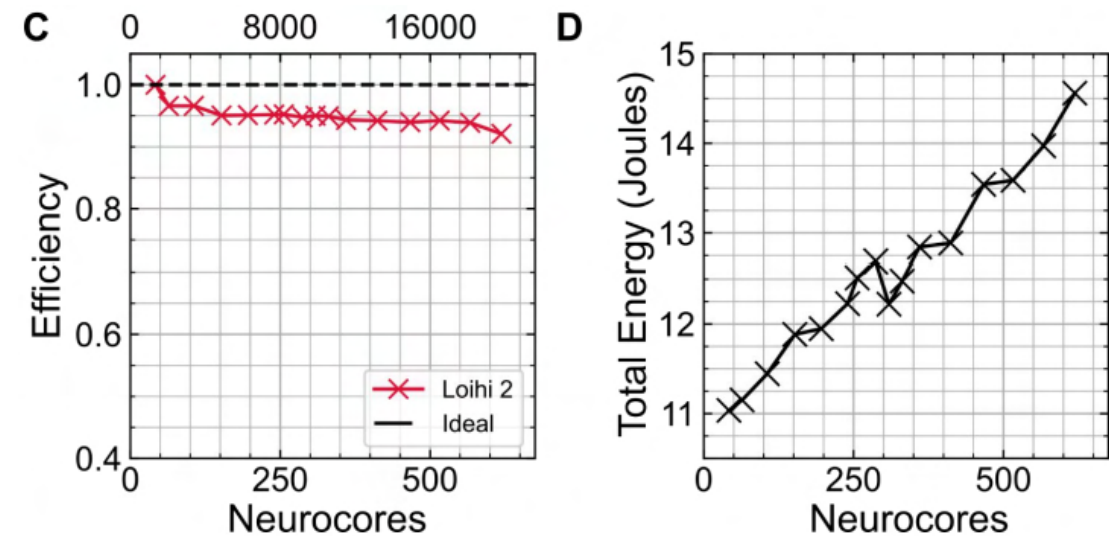 C
0 8000 16000
Efficiency
1.0
0.8
0.6
0.4
Loihi 2
Ideal
0 250 500
Neurocores
D
Total Energy (Joules)
15
14
13
12
11
0 250 500
Neurocores